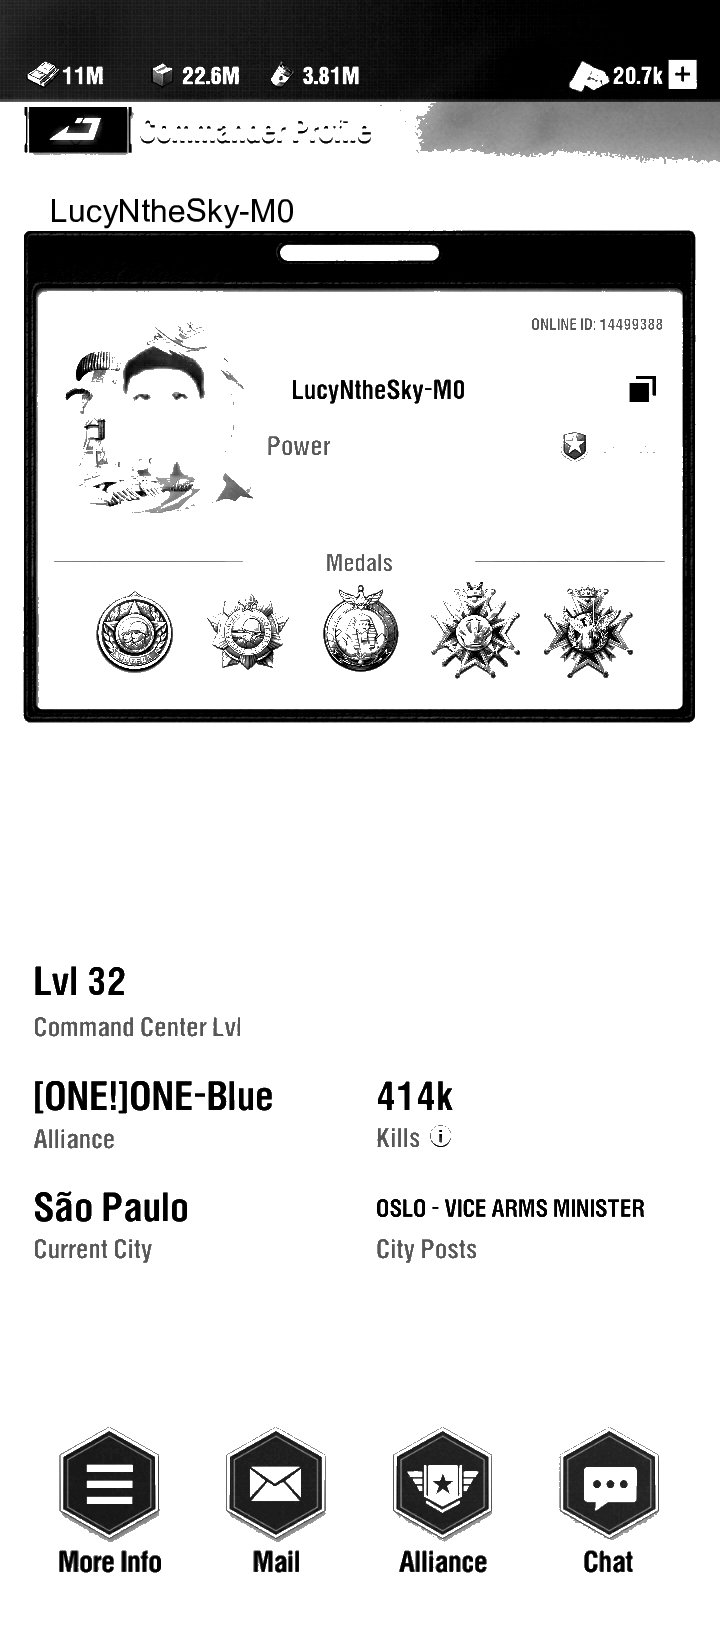 11M 22.6M 3.81M 20.7k
Commander Profile
LucyNtheSky-M0
ONLINE ID: 14499388
LucyNtheSky-M0
Power
Medals
Lvl 32
Command Center Lvl
[ONE!]ONE-Blue 414k
Alliance Kills
São Paulo OSLO - VICE ARMS MINISTER
Current City City Posts
More Info Mail Alliance Chat